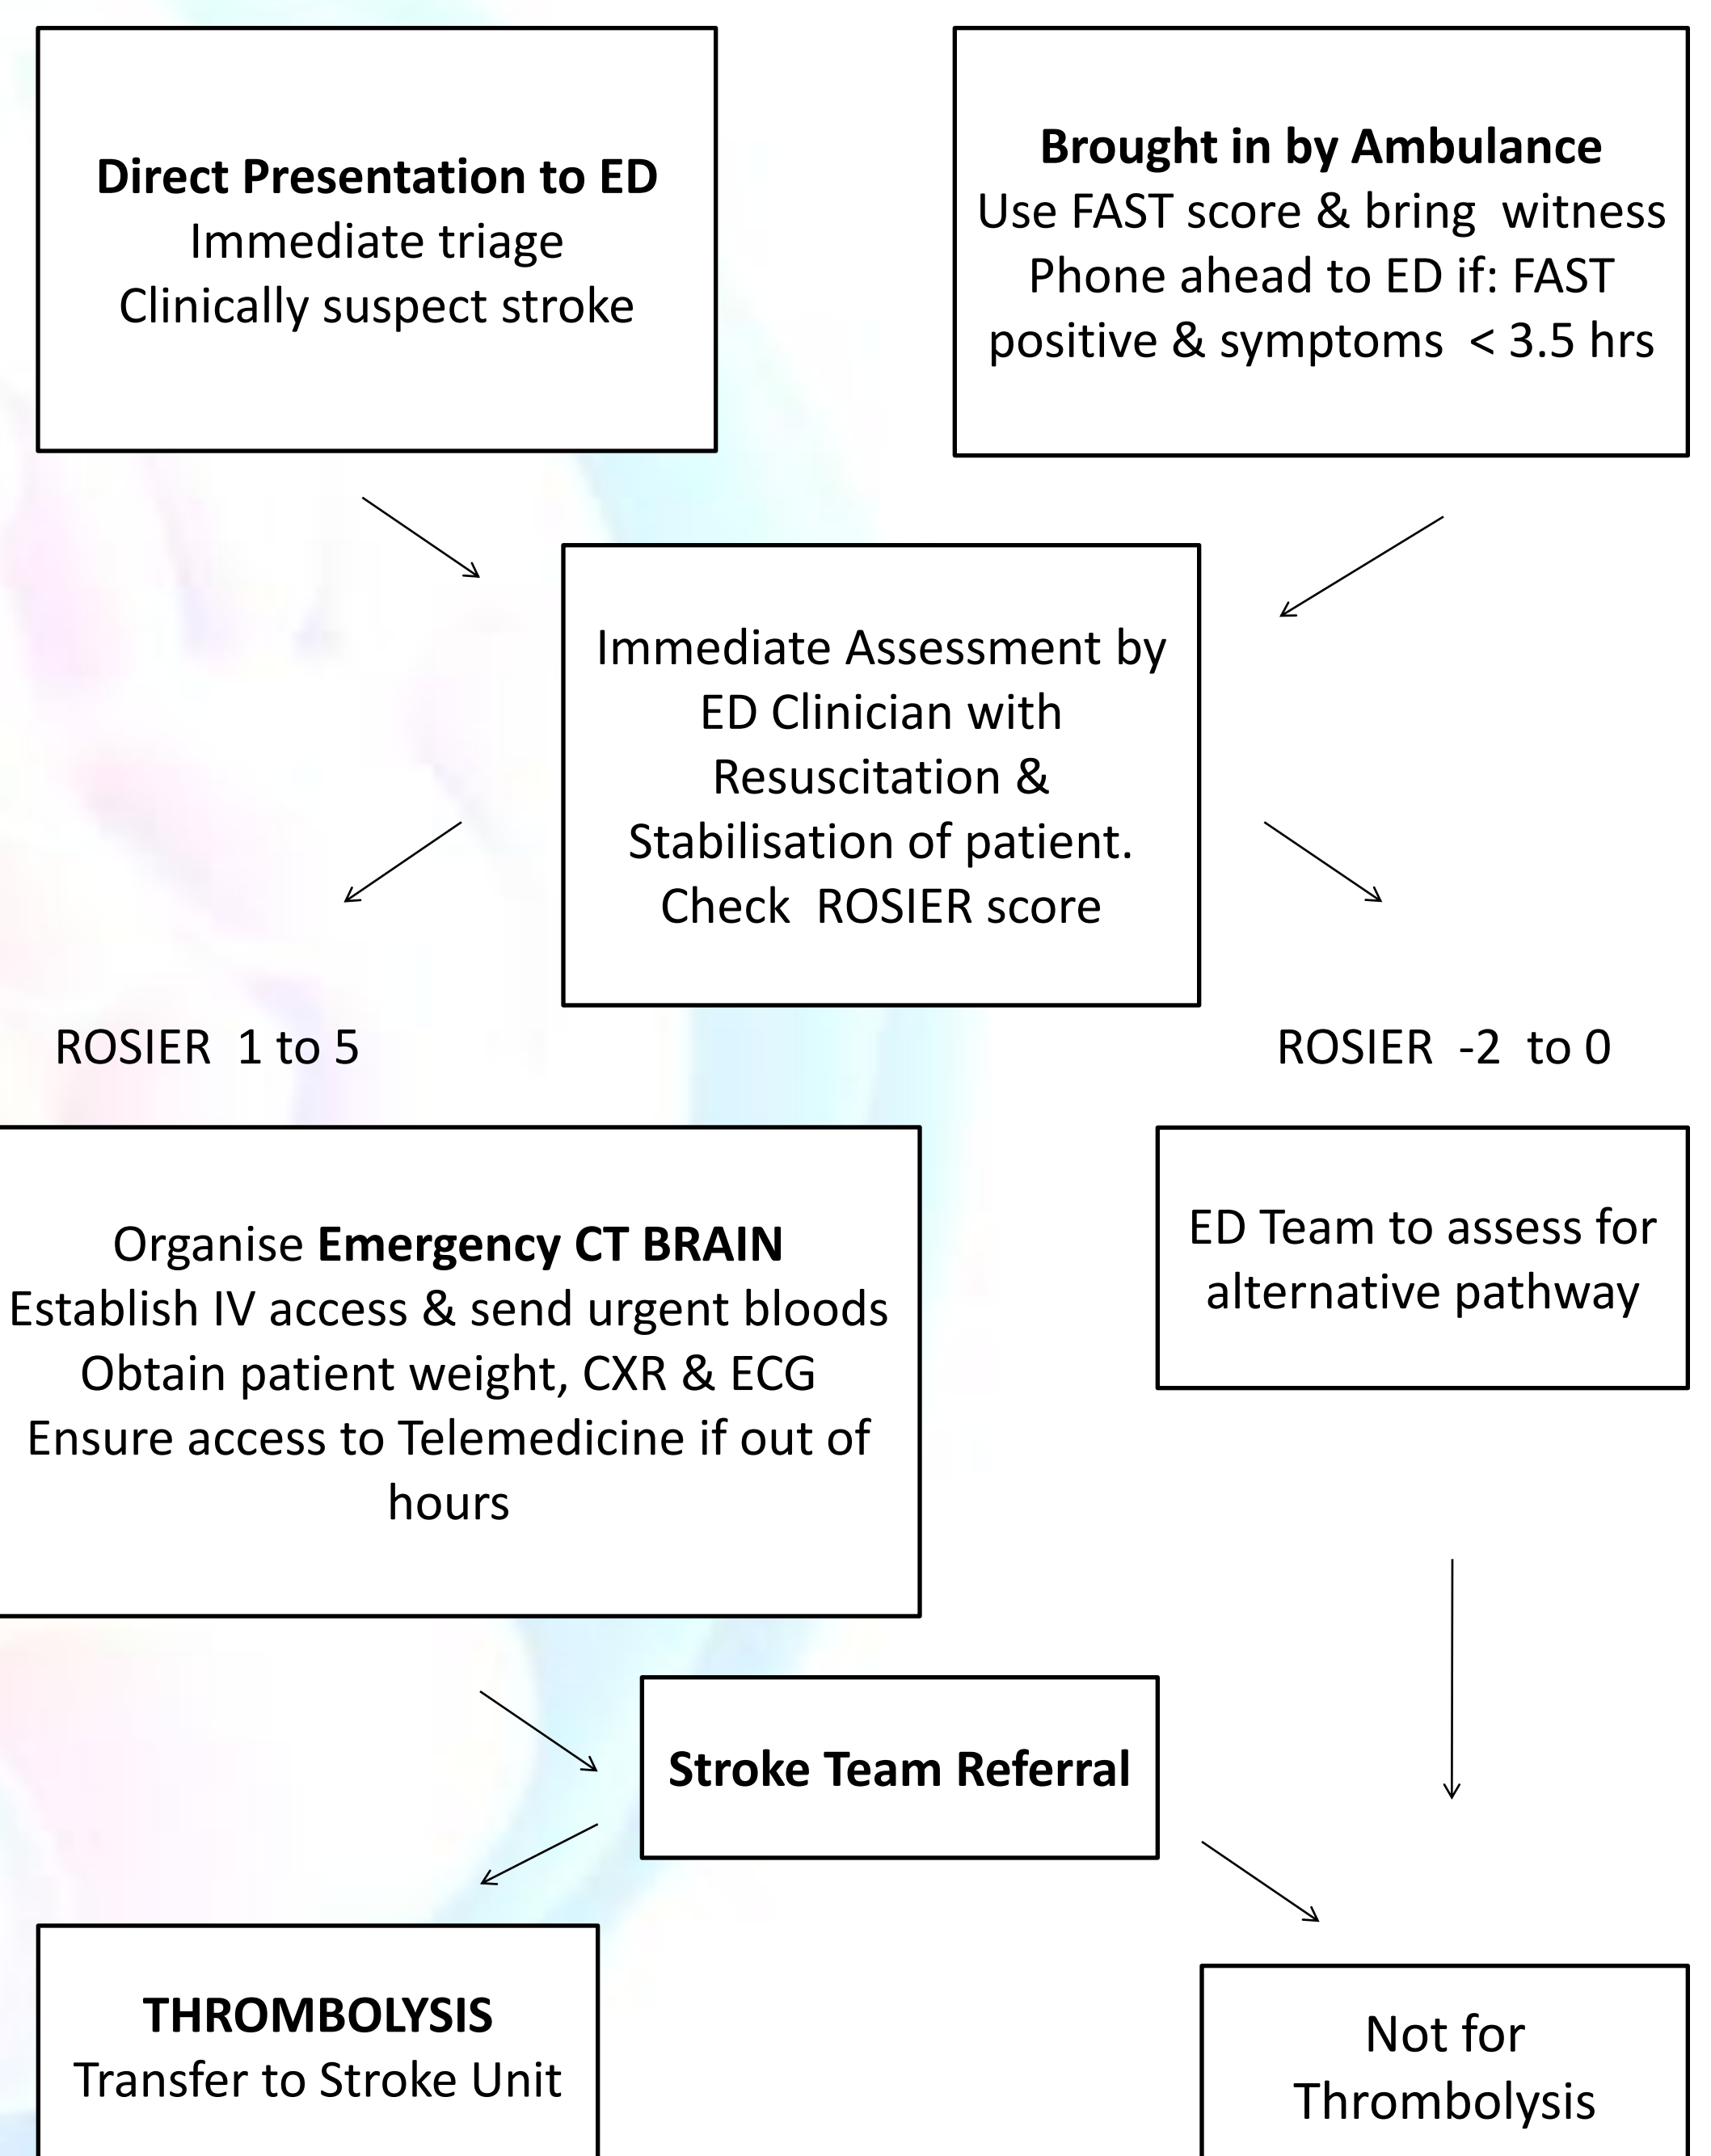 Direct Presentation to ED
Immediate triage
Clinically suspect stroke
Brought in by Ambulance
Use FAST score & bring witness
Phone ahead to ED if: FAST
positive & symptoms < 3.5 hrs
Immediate Assessment by
ED Clinician with
Resuscitation &
Stabilisation of patient.
Check ROSIER score
ROSIER 1 to 5
ROSIER -2 to 0
Organise Emergency CT BRAIN
Establish IV access & send urgent bloods
Obtain patient weight, CXR & ECG
Ensure access to Telemedicine if out of
hours
ED Team to assess for
alternative pathway
Stroke Team Referral
THROMBOLYSIS
Transfer to Stroke Unit
Not for
Thrombolysis